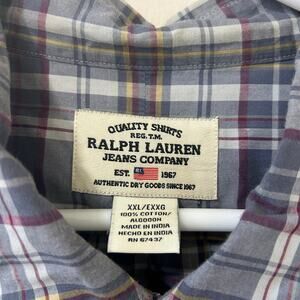 QUALITY SHIRTS
REG. T.M.
RALPH LAUREN
JEANS COMPANY
EST. RL 1967
AUTHENTIC DRY GOODS SINCE 1967
XXL/EXXG
100% COTTON/
ALGODON
MADE IN INDIA
HECHO EN INDIA
RN 67437